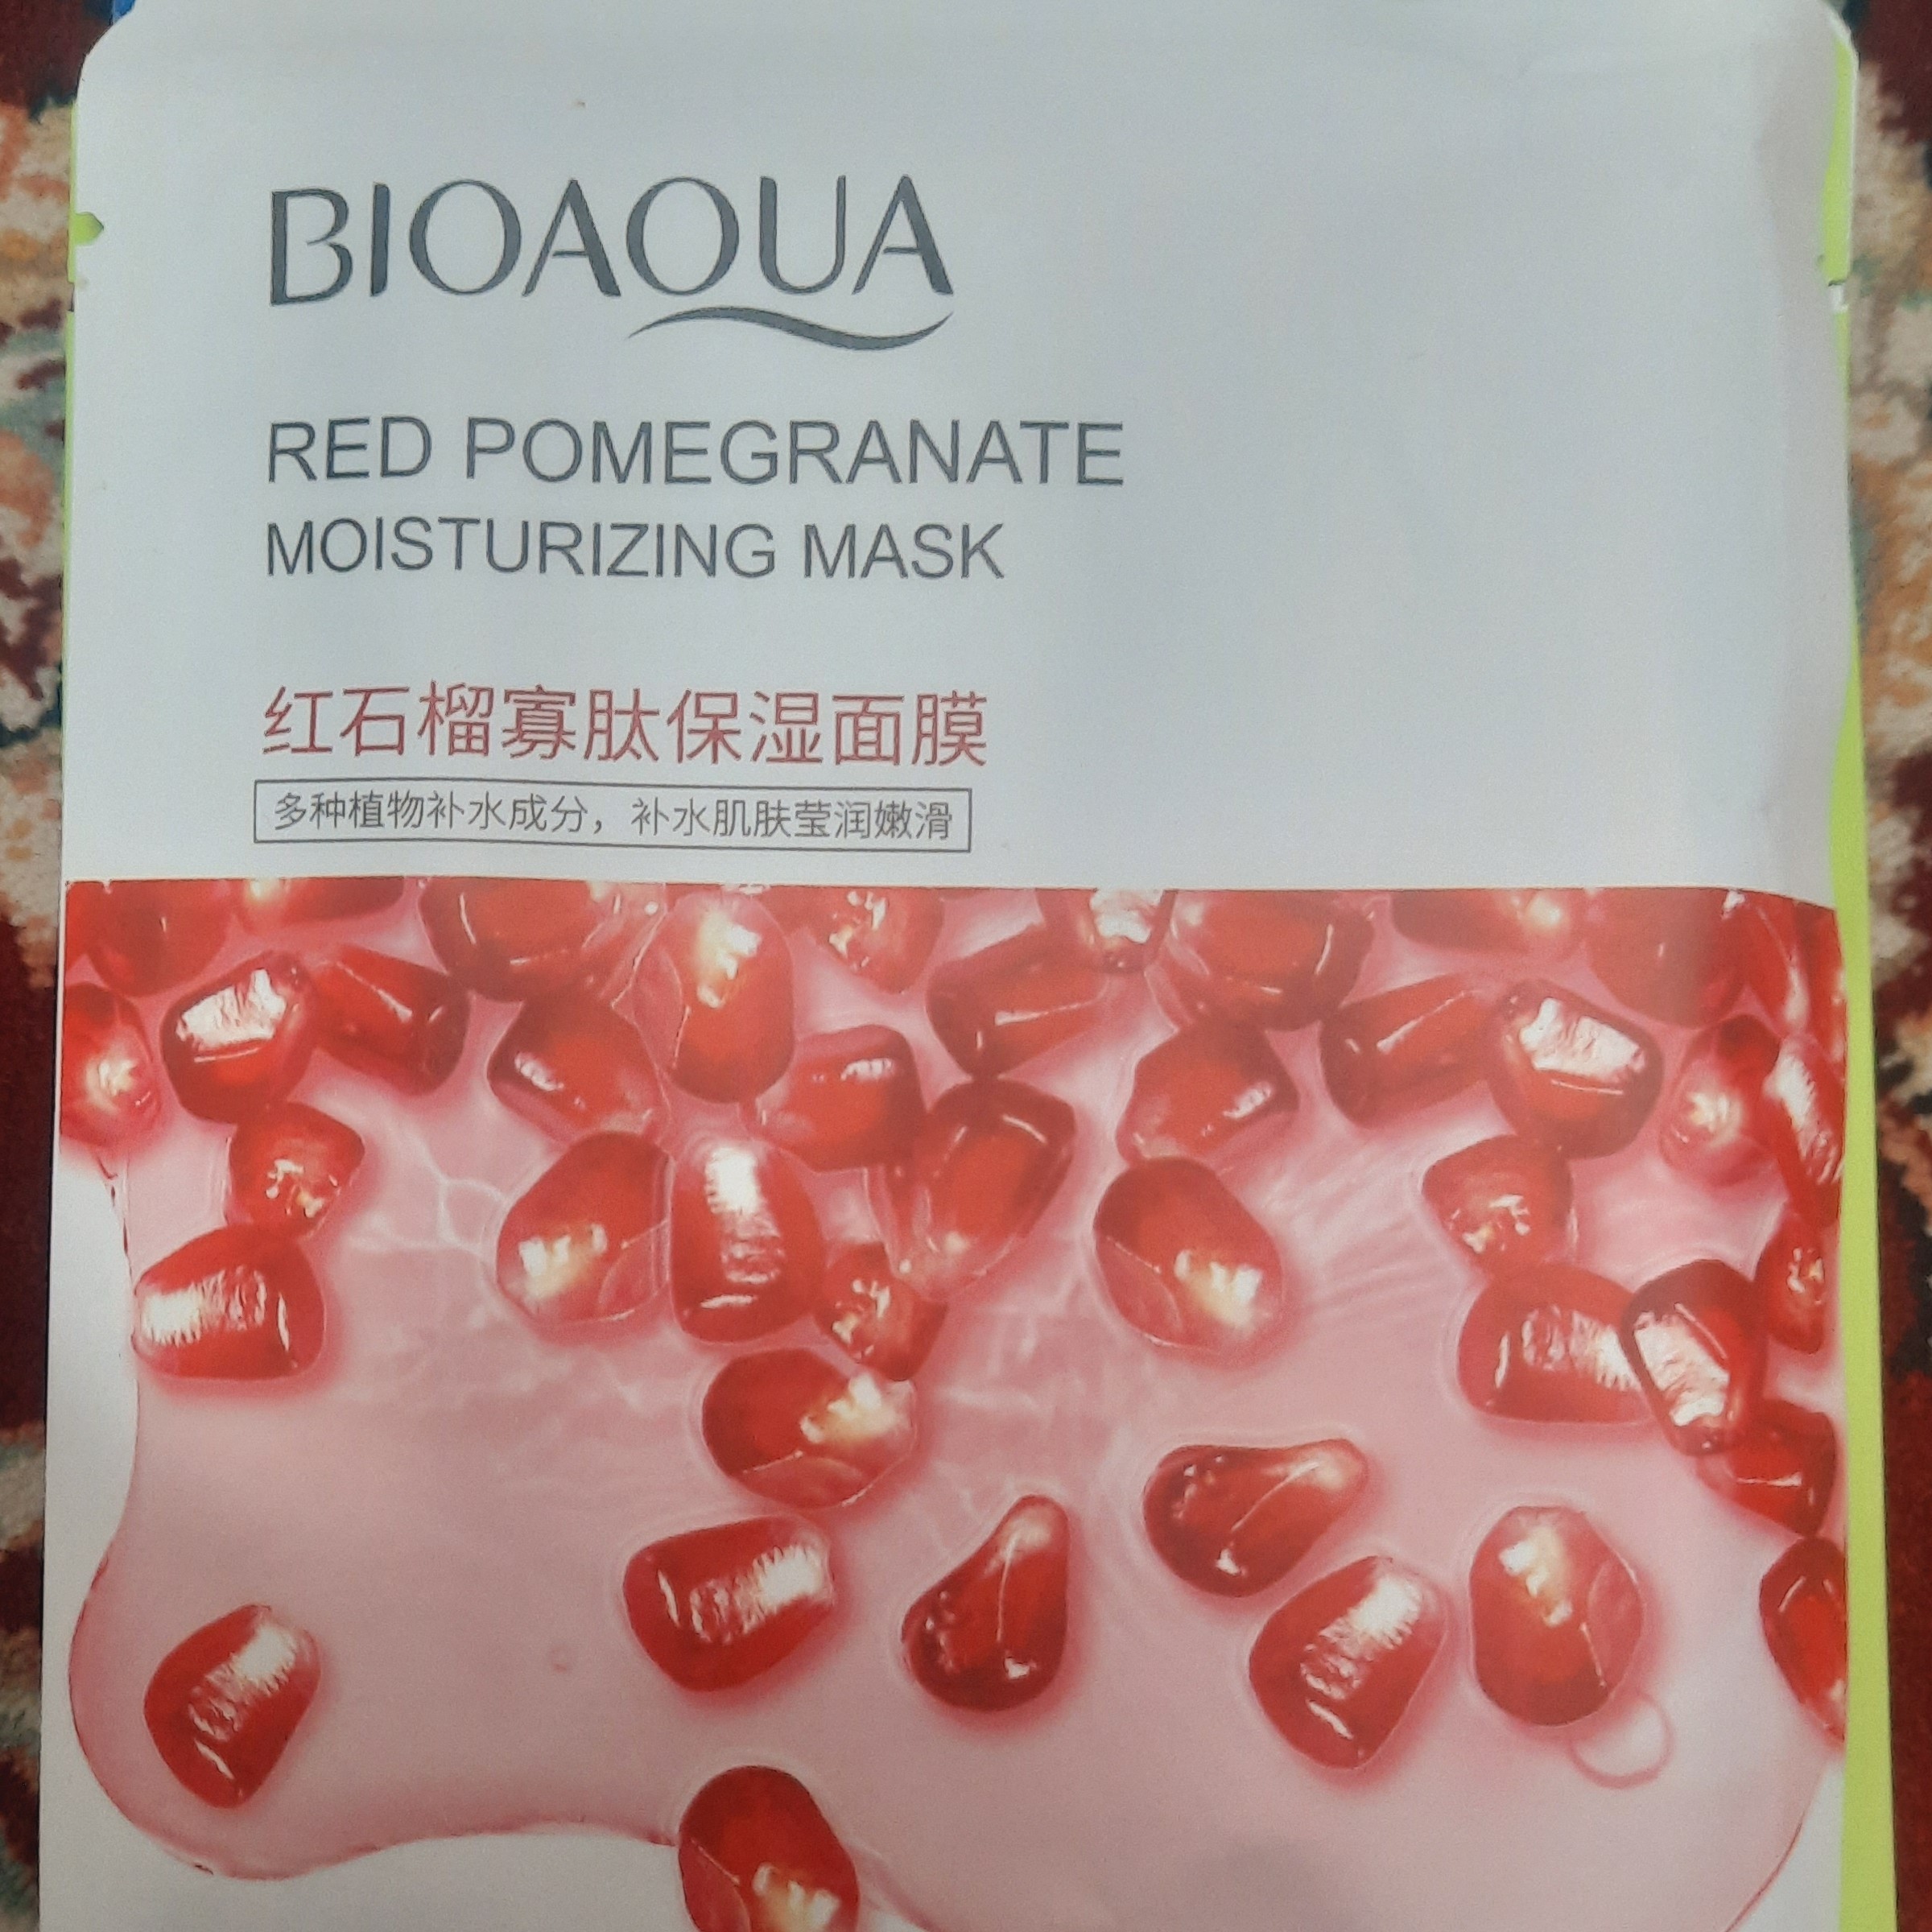 BIOAQUA
RED POMEGRANATE
MOISTURIZING MASK
红石榴寡肽保湿面膜
多种植物补水成分，补水肌肤莹润嫩滑